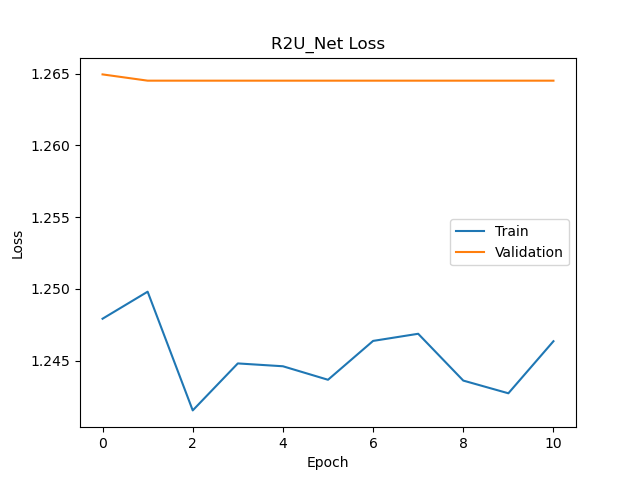 R2U_Net Loss
1.265
1.260
1.255
1.250
1.245
Loss
Train
Validation
0 2 4 6 8 10
Epoch